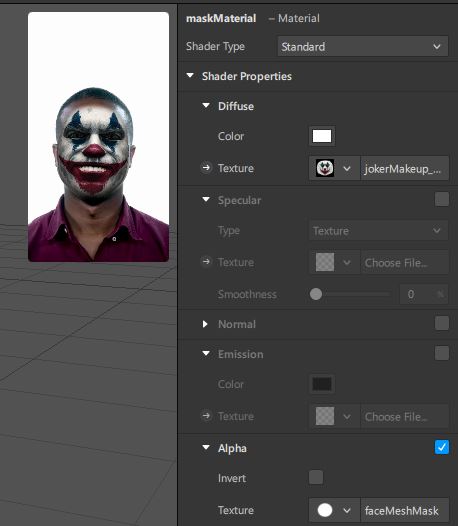 maskMaterial – Material
Shader Type Standard
Shader Properties
Diffuse
Color
Texture jokerMakeup_...
Specular
Type Texture
Texture Choose File...
Smoothness 0 %
Normal
Emission
Color
Texture Choose File...
Alpha
Invert
Texture faceMeshMask